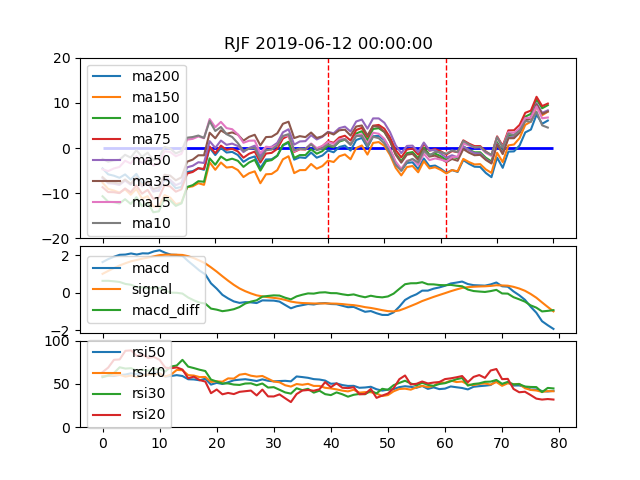 RJF 2019-06-12 00:00:00
20
10
0
−10
−20
ma200
ma150
ma100
ma75
ma50
ma35
ma15
ma10
2
0
−2
macd
signal
macd_diff
100
50
0
rsi50
rsi40
rsi30
rsi20
0 10 20 30 40 50 60 70 80